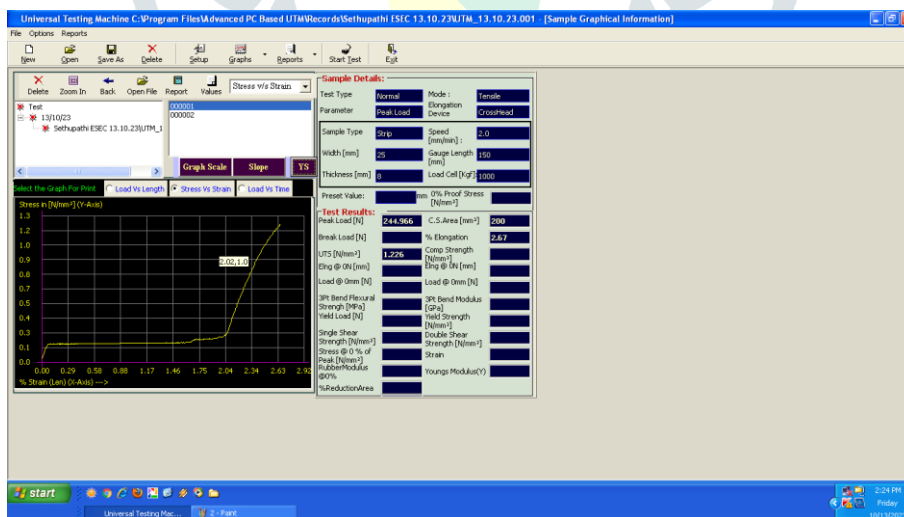 Universal Testing Machine C:\Program Files\Advanced PC Based UTM\Records\Sethupathi ESEC 13.10.23\UTM_13.10.23.001 - [Sample Graphical Information]
File Options Reports
New Open Save As Delete Setup Graphs Reports Start Test Exit
Delete Zoom In Back Open File Report Values Stress v/s Strain
Test
13/10/23
Sethupathi ESEC 13.10.23\UTM_1
000001
000002
Graph Scale Slope YS
Select the Graph For Print Load Vs Length Stress Vs Strain Load Vs Time
Stress in [N/mm²] (Y-Axis)
1.3
1.2
1.0
0.9
0.8
0.7
0.5
0.4
0.3
0.1
0.0
2.02,1.0
0.00 0.29 0.58 0.88 1.17 1.46 1.75 2.04 2.34 2.63 2.92
% Strain (Len) (X-Axis) --->
Sample Details:
Test Type Normal Mode : Tensile
Parameter Peak Load Elongation Device CrossHead
Sample Type Strip Speed [mm/min] : 2.0
Width [mm] 25 Gauge Length [mm] 150
Thickness [mm] 8 Load Cell [KgF] 1000
Preset Value: mm 0% Proof Stress [N/mm²]
Test Results:
Peak Load [N] 244.966 C.S.Area [mm²] 200
Break Load [N] % Elongation 2.67
UTS [N/mm²] 1.226 Comp Strength [N/mm²]
Elng @ 0N [mm] Elng @ 0N [mm]
Load @ 0mm [N] Load @ 0mm [N]
3Pt Bend Flexural Strengh [MPa] 3Pt Bend Modulus [GPa]
Yield Load [N] Yield Strength [N/mm²]
Single Shear Strength [N/mm²] Double Shear Strength [N/mm²]
Stress @ 0 % of Peak [N/mm²] Strain
RubberModulus @0% Youngs Modulus(Y)
%ReductionArea
start
Universal Testing Mac... 2 - Paint
2:24 PM
Friday